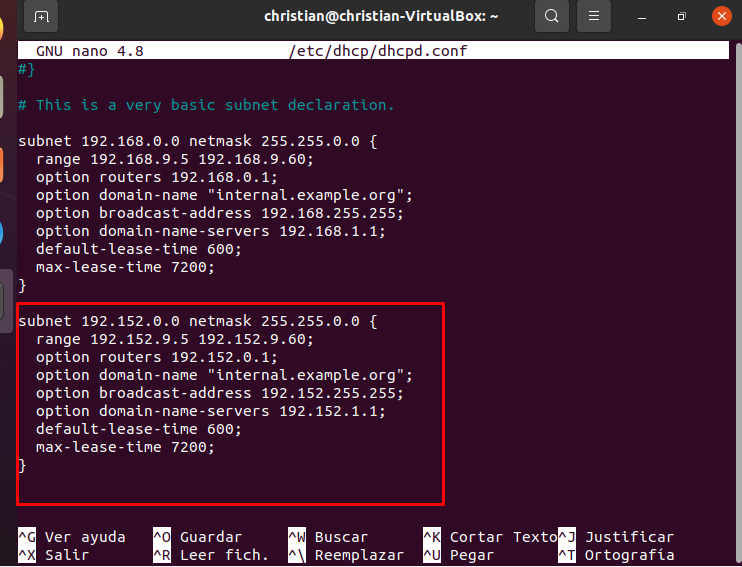 christian@christian-VirtualBox: ~
GNU nano 4.8 /etc/dhcp/dhcpd.conf
#}
# This is a very basic subnet declaration.
subnet 192.168.0.0 netmask 255.255.0.0 {
range 192.168.9.5 192.168.9.60;
option routers 192.168.0.1;
option domain-name "internal.example.org";
option broadcast-address 192.168.255.255;
option domain-name-servers 192.168.1.1;
default-lease-time 600;
max-lease-time 7200;
}
subnet 192.152.0.0 netmask 255.255.0.0 {
range 192.152.9.5 192.152.9.60;
option routers 192.152.0.1;
option domain-name "internal.example.org";
option broadcast-address 192.152.255.255;
option domain-name-servers 192.152.1.1;
default-lease-time 600;
max-lease-time 7200;
}
^G Ver ayuda ^O Guardar ^W Buscar ^K Cortar Texto ^J Justificar
^X Salir ^R Leer fich. ^\ Reemplazar ^U Pegar ^T Ortografía